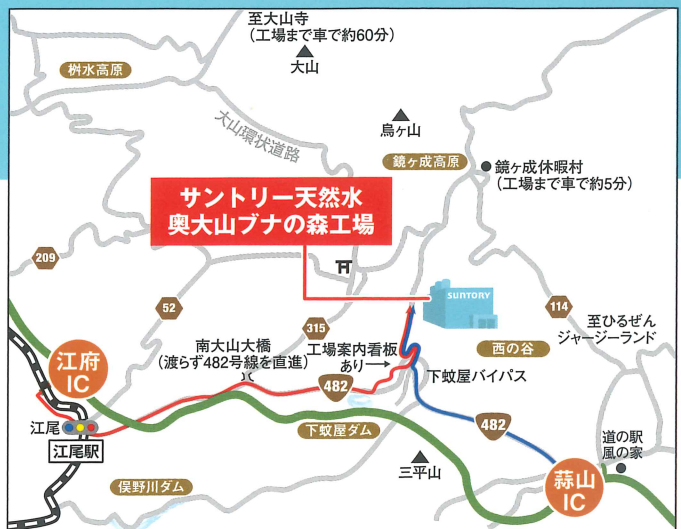 至大山寺
(工場まで車で約60分)
大山
桝水高原
大山環状道路
烏ヶ山
鏡ヶ成高原
鏡ヶ成休暇村
(工場まで車で約5分)
サントリー天然水
奥大山ブナの森工場
209
52
315
SUNTORY
114
至ひるぜん
ジャージーランド
西の谷
南大山大橋
(渡らず482号線を直進)
工場案内看板
あり→
下蚊屋バイパス
江府
IC
482
482
江尾
江尾駅
下蚊屋ダム
三平山
道の駅
風の家
蒜山
IC
俣野川ダム